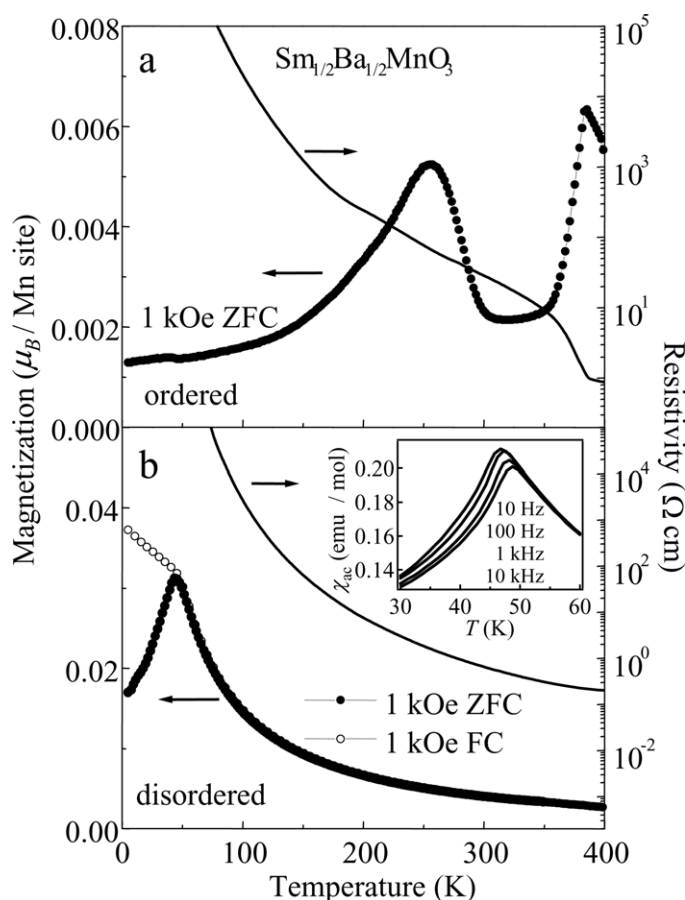 Magnetization (μB / Mn site)
Resistivity (Ω cm)
0.008
0.006
0.004
0.002
0.000
10^5
10^3
10^1
a
Sm1/2Ba1/2MnO3
1 kOe ZFC
ordered
b
0.04
0.02
0.00
10^4
10^2
10^0
10^-2
χac (emu / mol)
0.20
0.18
0.16
0.14
10 Hz
100 Hz
1 kHz
10 kHz
30 40 50 60
T (K)
1 kOe ZFC
1 kOe FC
disordered
0 100 200 300 400
Temperature (K)